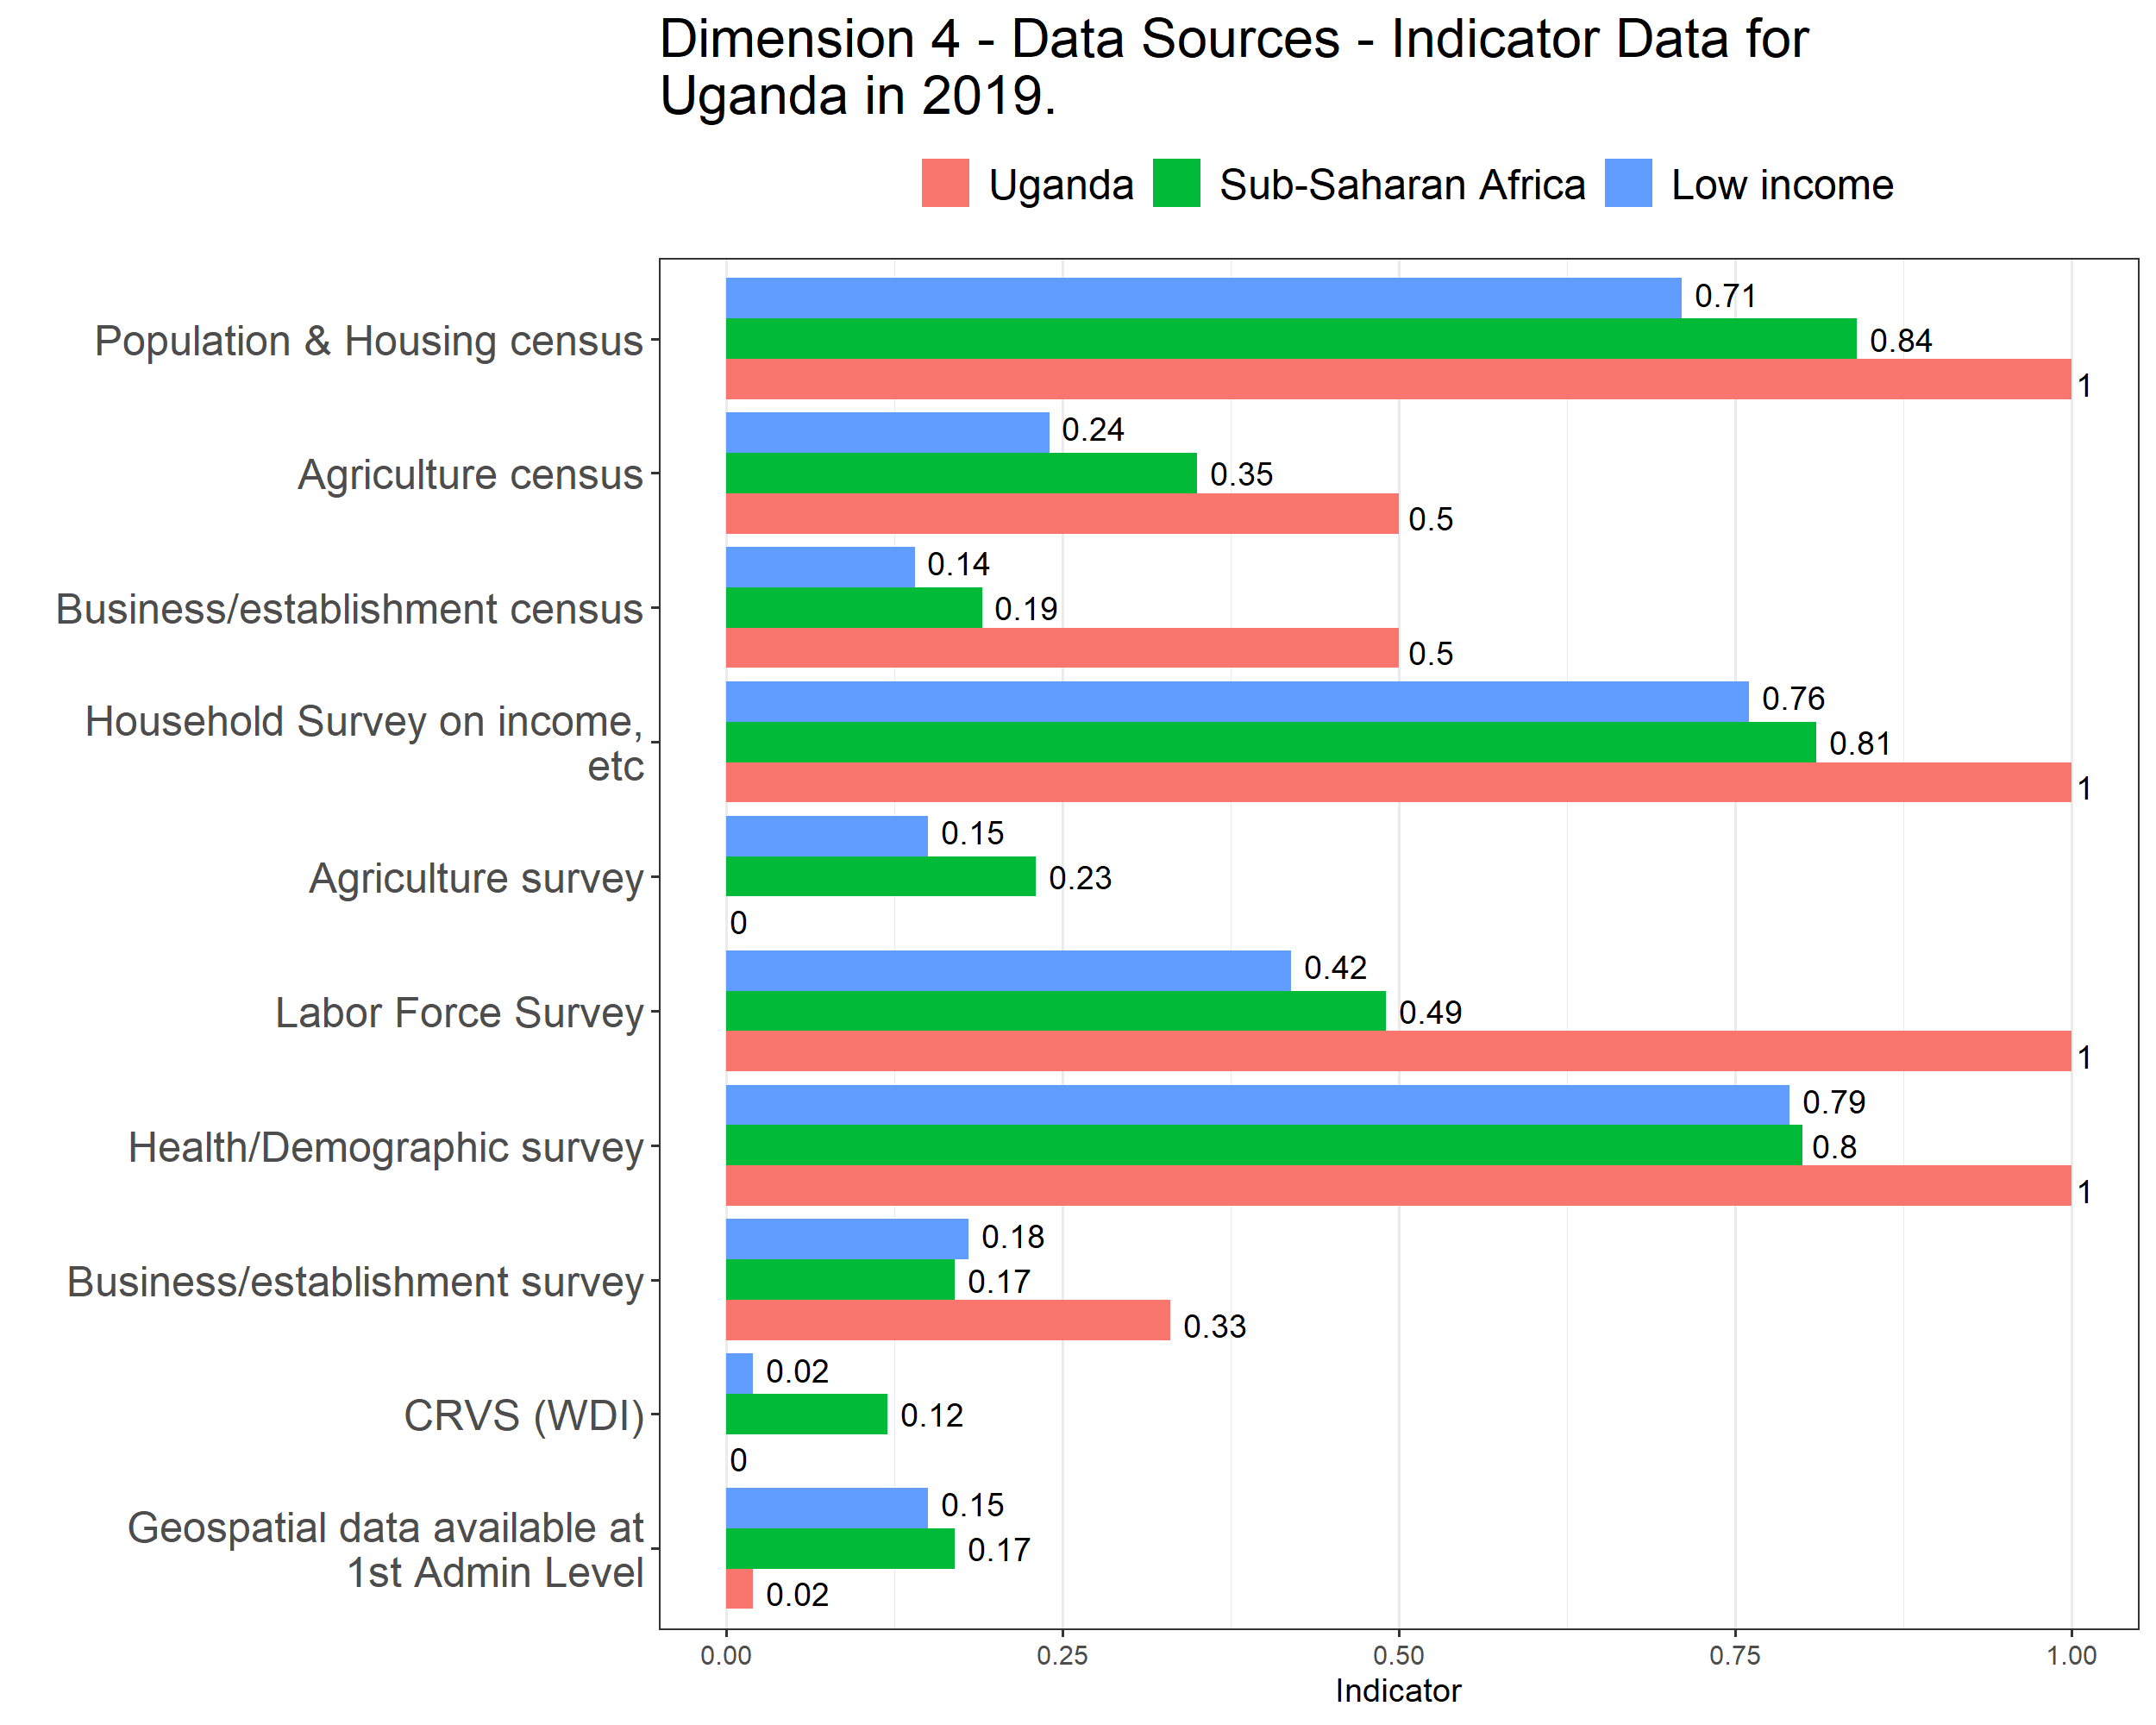 Dimension 4 - Data Sources - Indicator Data for
Uganda in 2019.
Uganda
Sub-Saharan Africa
Low income
Population & Housing census
0.71
0.84
1
Agriculture census
0.24
0.35
0.5
Business/establishment census
0.14
0.19
0.5
Household Survey on income,
etc
0.76
0.81
1
Agriculture survey
0.15
0.23
0
Labor Force Survey
0.42
0.49
1
Health/Demographic survey
0.79
0.8
1
Business/establishment survey
0.18
0.17
0.33
CRVS (WDI)
0.02
0.12
0
Geospatial data available at
1st Admin Level
0.15
0.17
0.02
0.00
0.25
0.50
0.75
1.00
Indicator